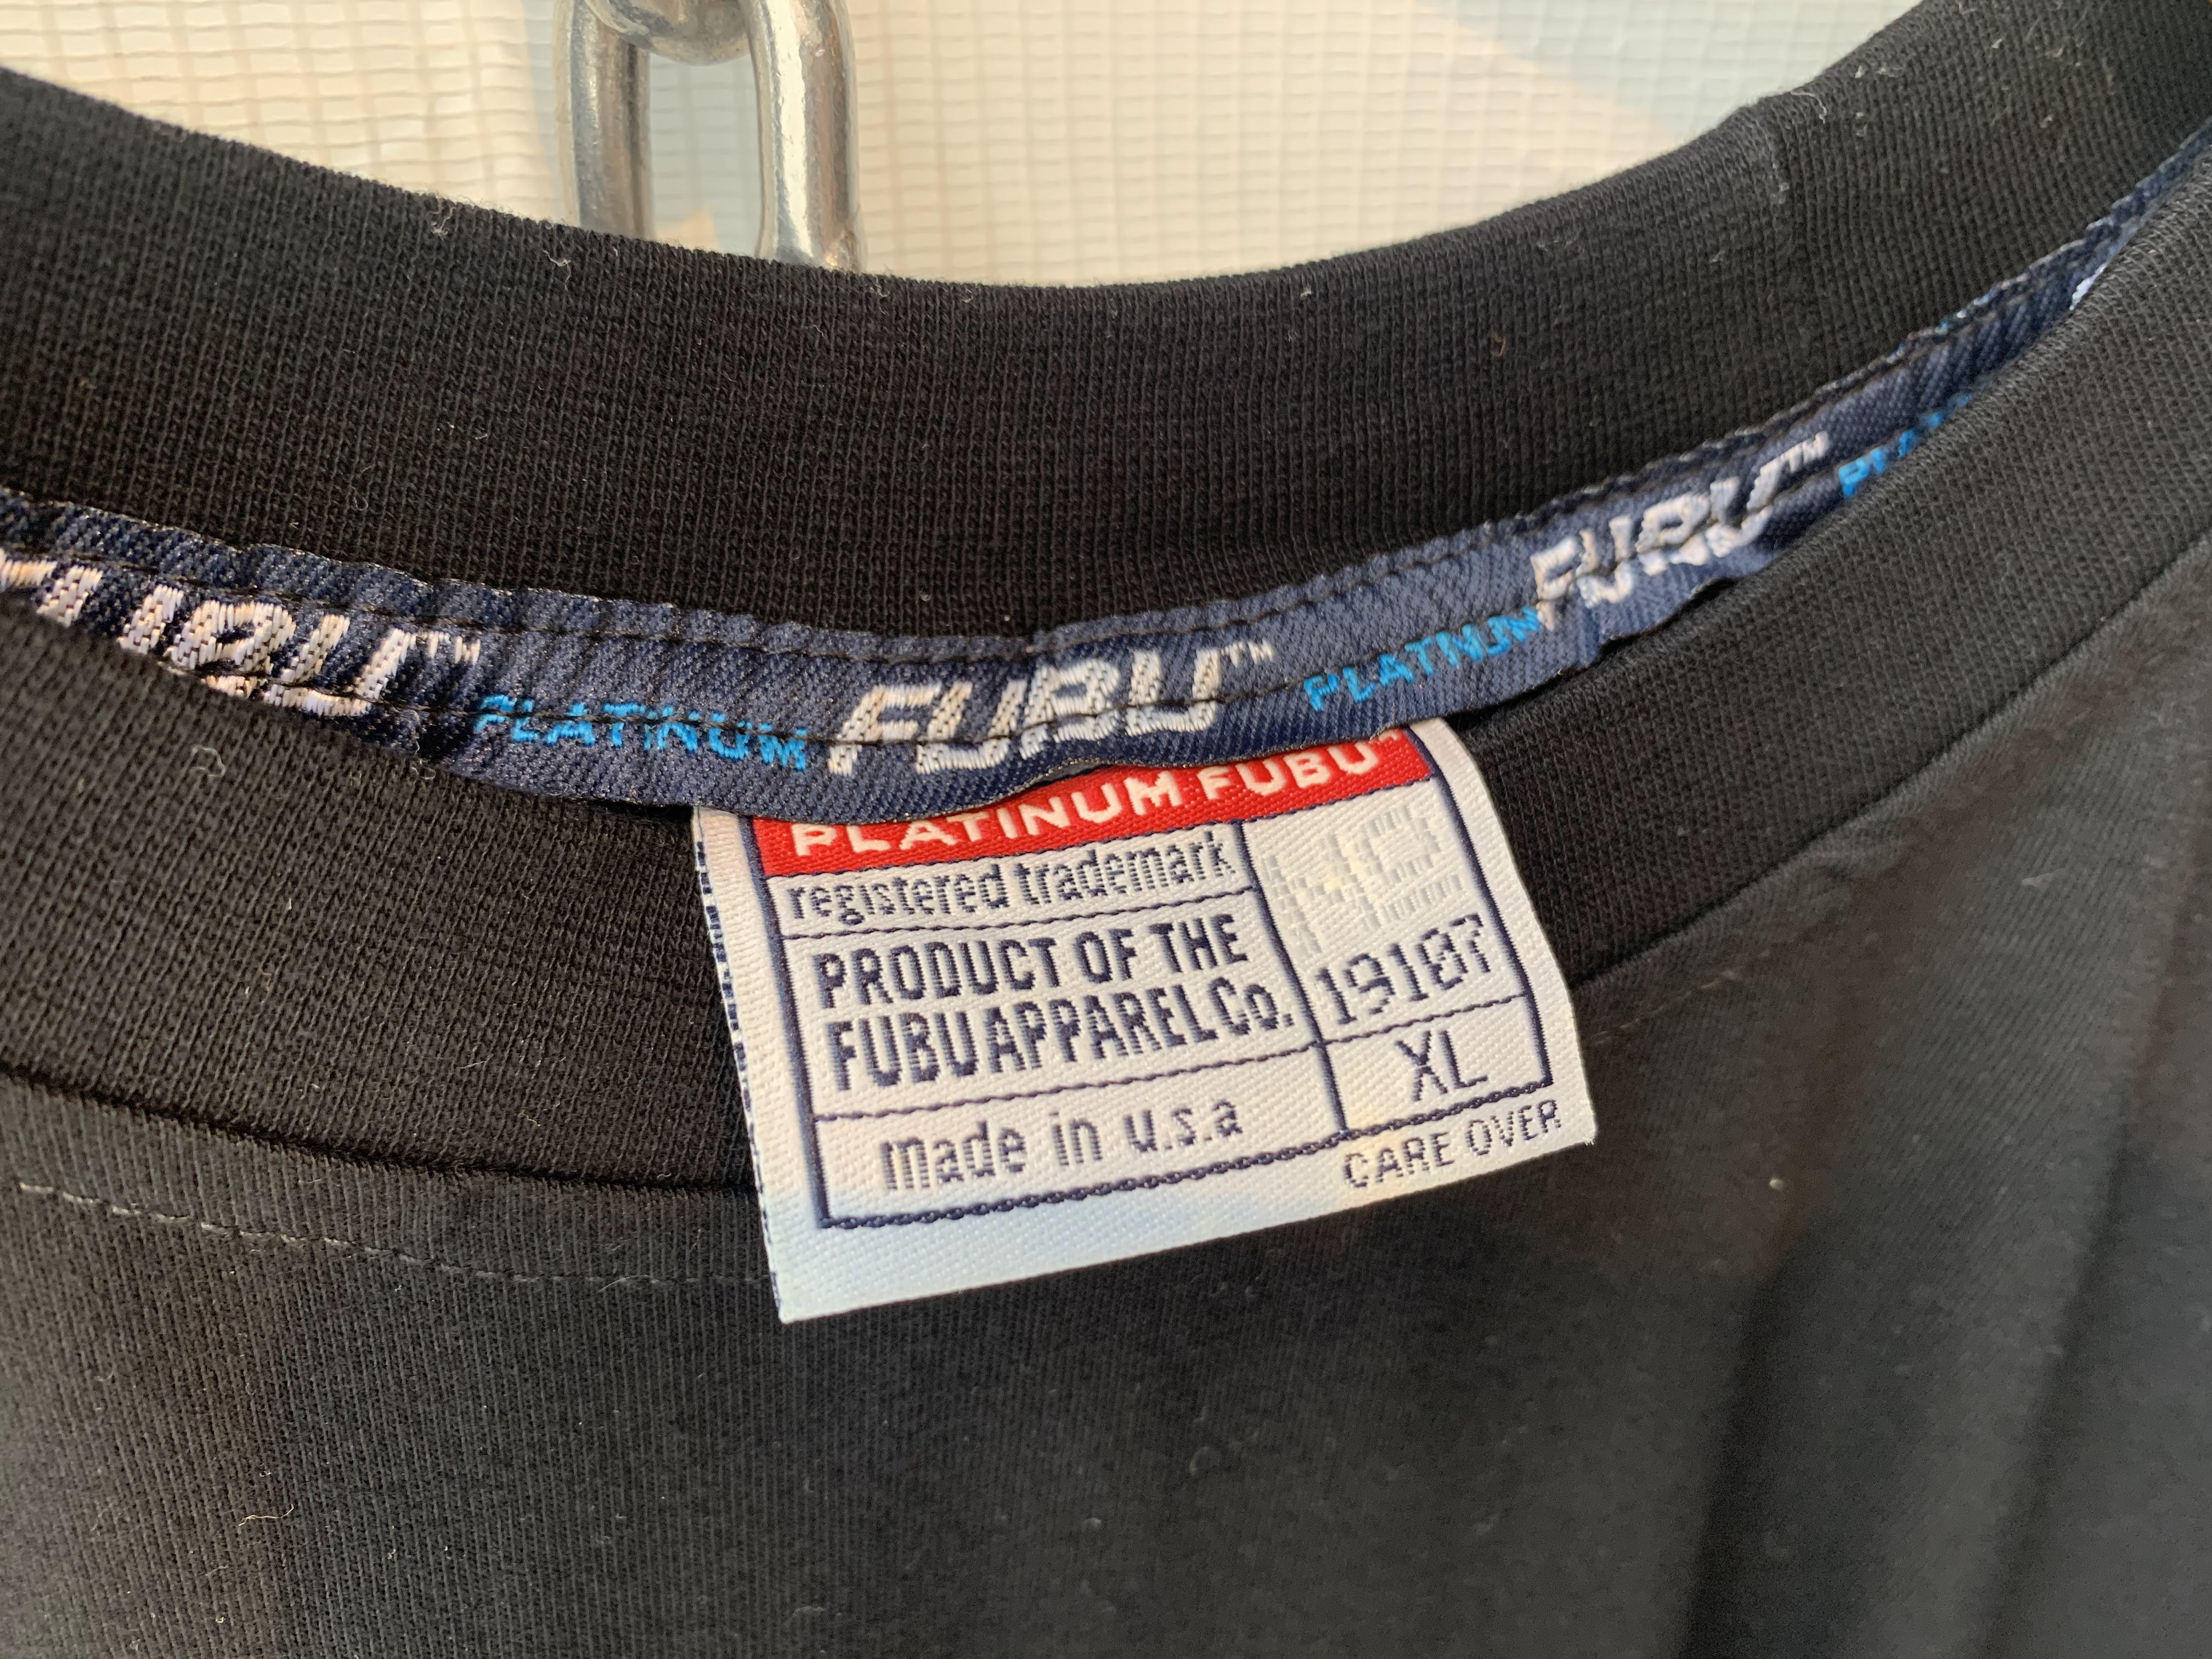 FUBU™ PLATINUM FUBU™ PLATINUM FUBU™
PLATINUM FUBU™
registered trademark
PRODUCT OF THE
FUBU APPAREL Co.
19107
made in u.s.a
XL
CARE OVER